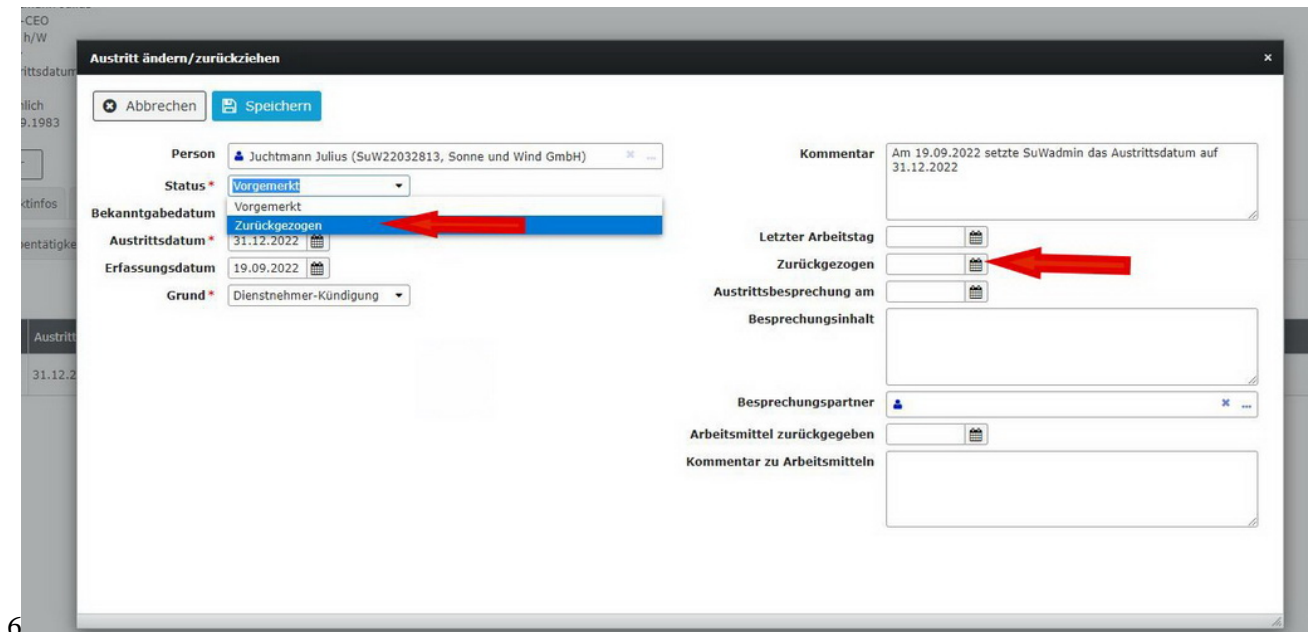 -CEO
h/W
rittsdatum
nlich
9.1983
ktinfos
pentätigke
Austritt
31.12.2
Austritt ändern/zurückziehen
Abbrechen Speichern
Person Juchtmann Julius (SuW22032813, Sonne und Wind GmbH)
Status * Vorgemerkt
Vorgemerkt
Bekanntgabedatum
Zurückgezogen
Austrittsdatum * 31.12.2022
Erfassungsdatum 19.09.2022
Grund * Dienstnehmer-Kündigung
Kommentar Am 19.09.2022 setzte SuWadmin das Austrittsdatum auf
31.12.2022
Letzter Arbeitstag
Zurückgezogen
Austrittsbesprechung am
Besprechungsinhalt
Besprechungspartner
Arbeitsmittel zurückgegeben
Kommentar zu Arbeitsmitteln
6